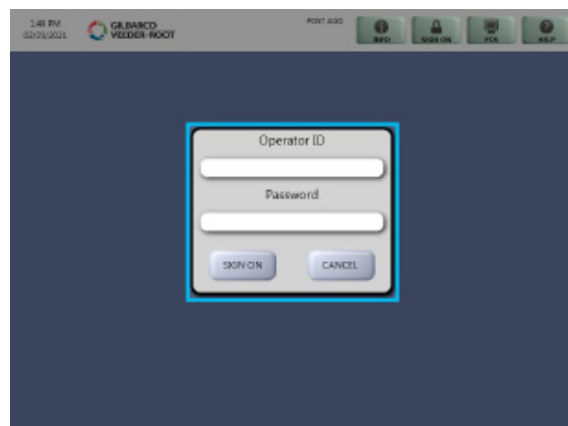 1:48 PM
02/23/2021
GILBARCO
VEEDER-ROOT
INFO
SIGN ON
HELP
Operator ID
Password
SIGN ON
CANCEL